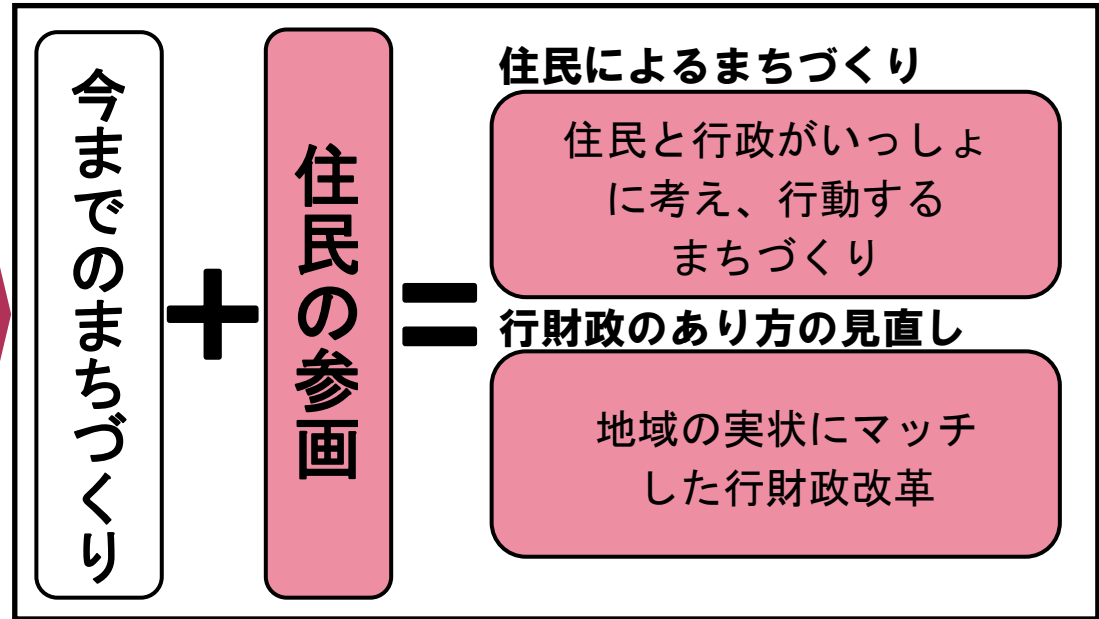 今までのまちづくり
+
住民の参画
=
住民によるまちづくり
住民と行政がいっしょ
に考え、行動する
まちづくり
行財政のあり方の見直し
地域の実状にマッチ
した行財政改革